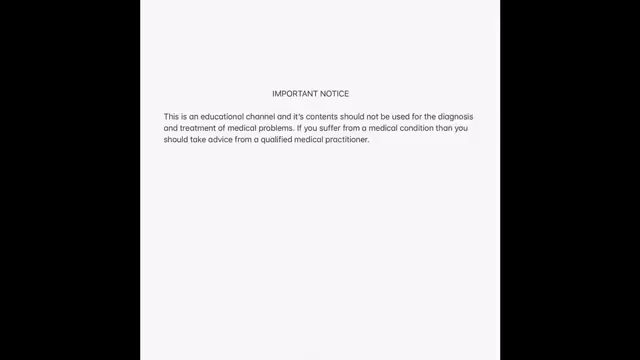 IMPORTANT NOTICE
This is an educational channel and it's contents should not be used for the diagnosis
and treatment of medical problems. If you suffer from a medical condition than you
should take advice from a qualified medical practitioner.